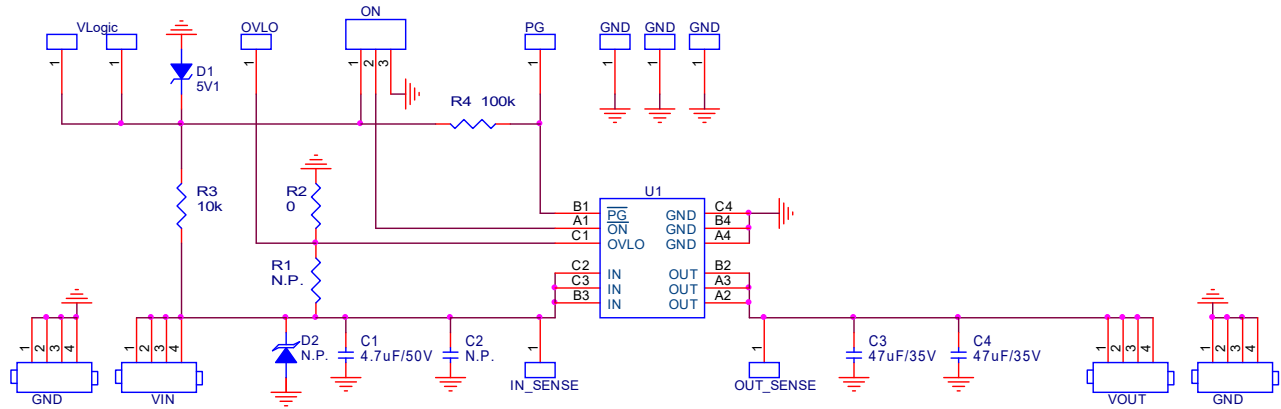 VLogic
OVLO
ON
PG
GND
GND
GND
1
1
1
1
2
3
1
1
1
1
D1
5V1
R4 100k
R3
10k
R2
0
R1
N.P.
U1
B1
A1
C1
C2
C3
B3
PG
ON
OVLO
IN
IN
IN
GND
GND
GND
OUT
OUT
OUT
C4
B4
A4
B2
A3
A2
1
2
3
4
GND
1
2
3
4
VIN
D2
N.P.
C1
4.7uF/50V
C2
N.P.
1
IN_SENSE
1
OUT_SENSE
C3
47uF/35V
C4
47uF/35V
1
2
3
4
VOUT
1
2
3
4
GND